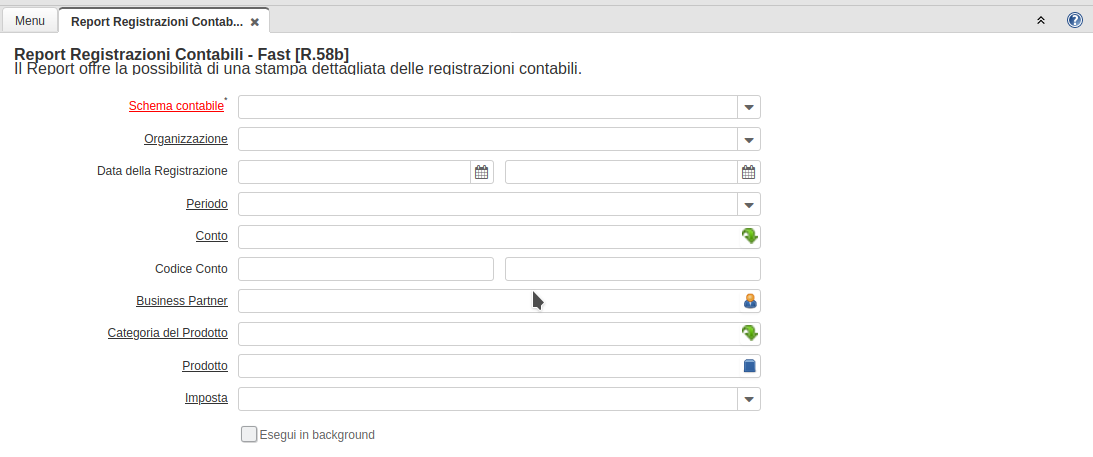 Menu
Report Registrazioni Contab...
Report Registrazioni Contabili - Fast [R.58b]
Il Report offre la possibilità di una stampa dettagliata delle registrazioni contabili.
Schema contabile*
Organizzazione
Data della Registrazione
Periodo
Conto
Codice Conto
Business Partner
Categoria del Prodotto
Prodotto
Imposta
Esegui in background